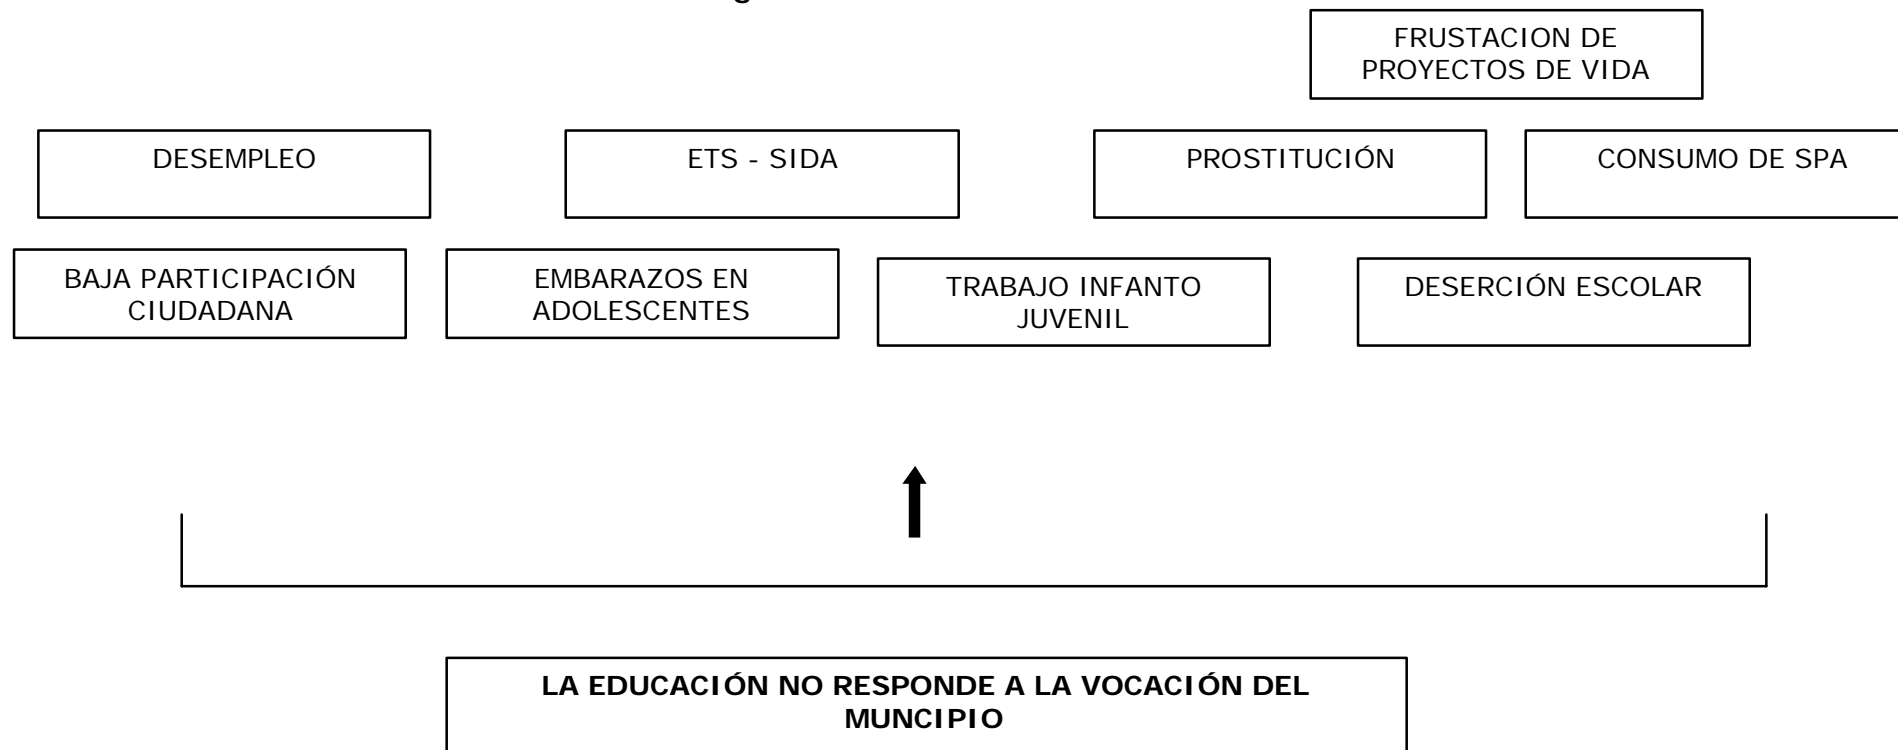 FRUSTACION DE
PROYECTOS DE VIDA
DESEMPLEO
ETS - SIDA
PROSTITUCIÓN
CONSUMO DE SPA
BAJA PARTICIPACIÓN
CIUDADANA
EMBARAZOS EN
ADOLESCENTES
TRABAJO INFANTO
JUVENIL
DESERCIÓN ESCOLAR
LA EDUCACIÓN NO RESPONDE A LA VOCACIÓN DEL
MUNCIPIO